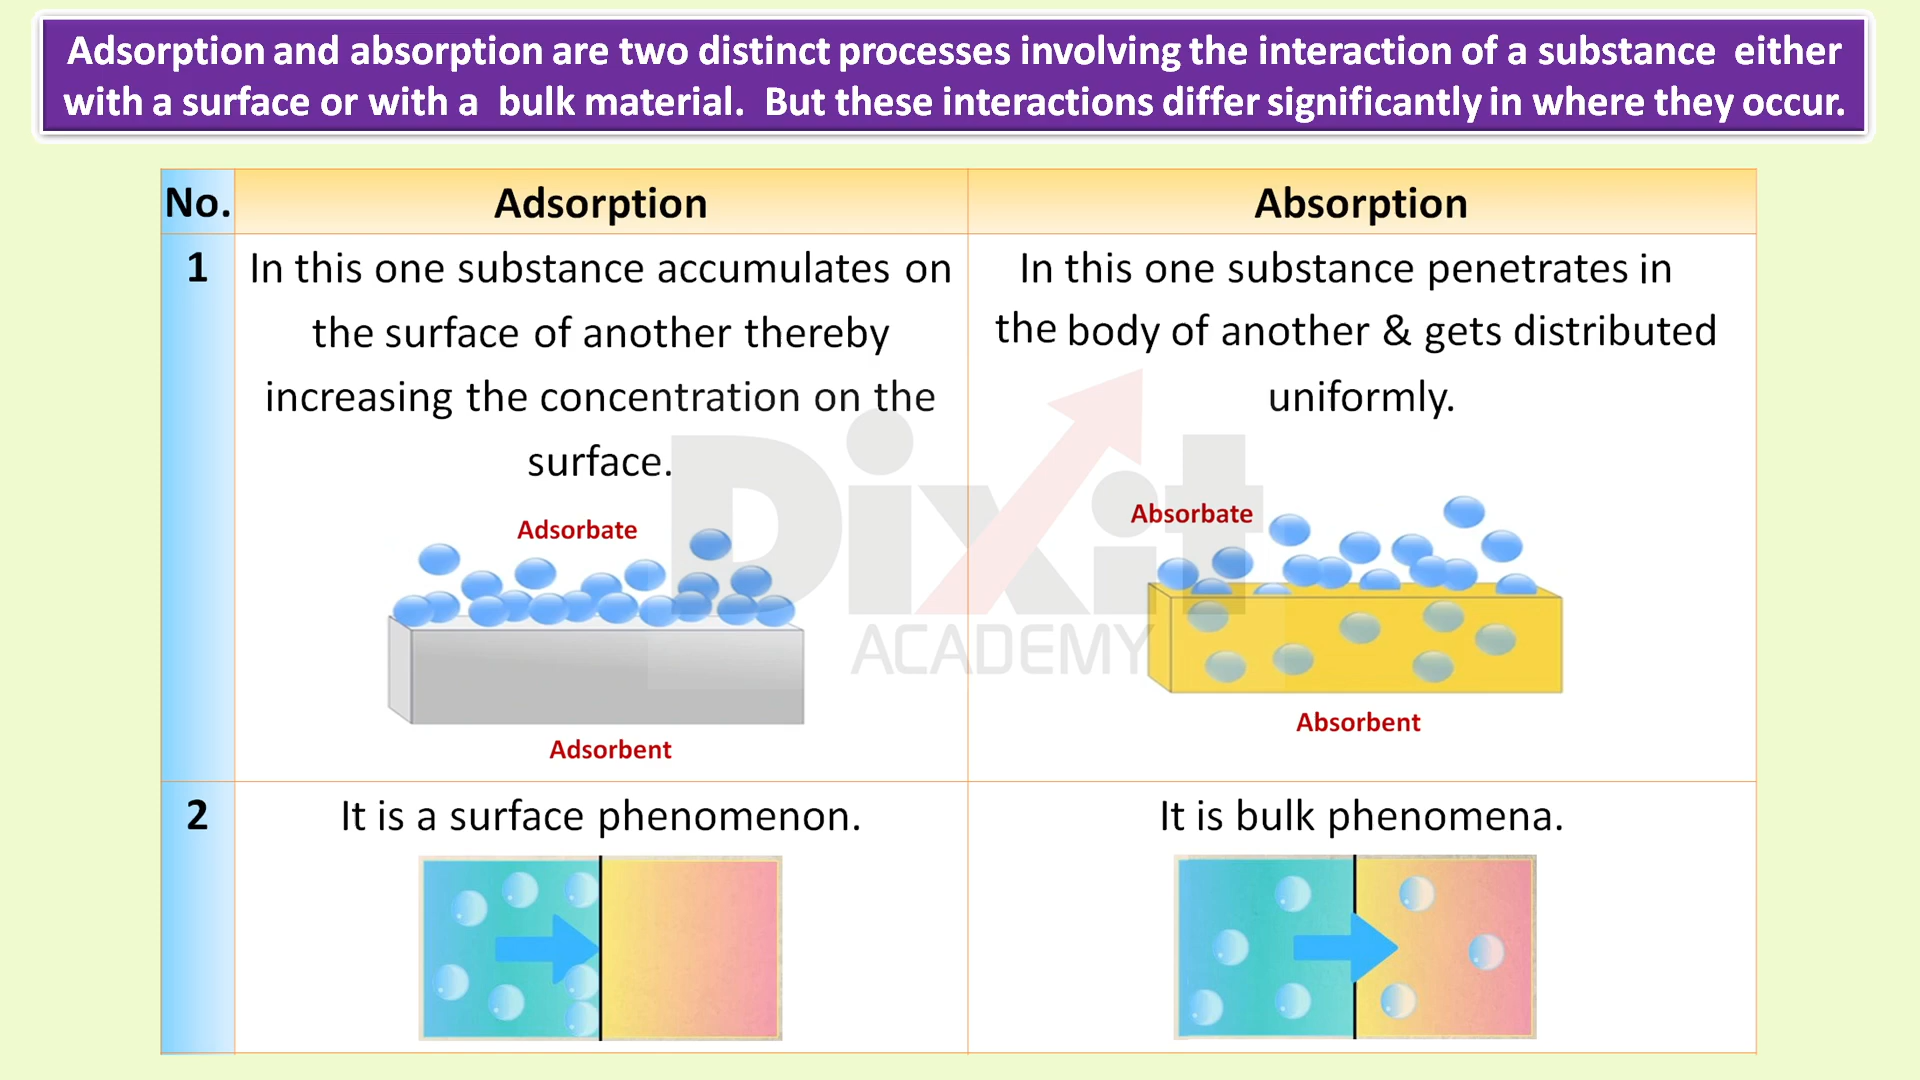 Adsorption and absorption are two distinct processes involving the interaction of a substance either
with a surface or with a bulk material. But these interactions differ significantly in where they occur.
No. Adsorption Absorption
1
In this one substance accumulates on
the surface of another thereby
increasing the concentration on the
surface.
Adsorbate
Adsorbent
In this one substance penetrates in
the body of another & gets distributed
uniformly.
Absorbate
Absorbent
Dixit
ACADEMY
2
It is a surface phenomenon.
It is bulk phenomena.